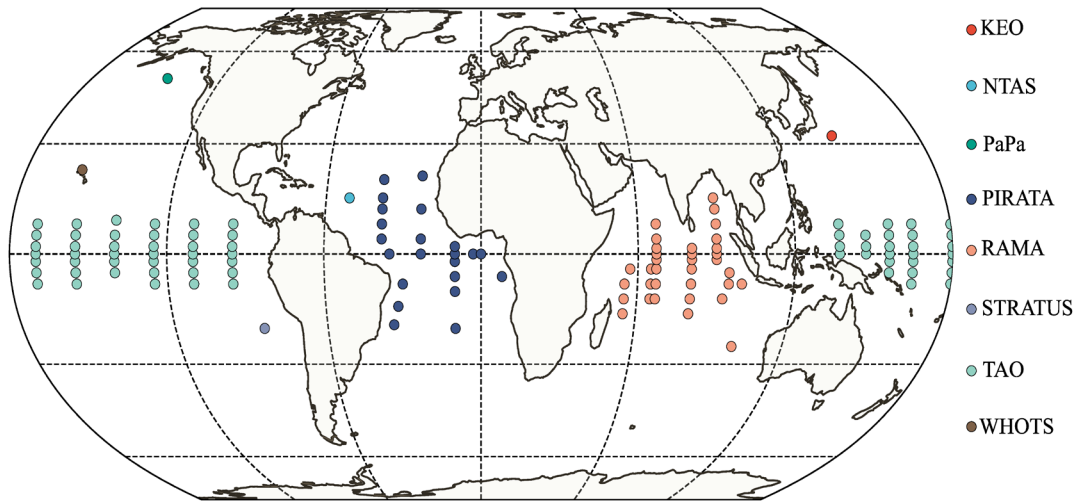 KEO
NTAS
PaPa
PIRATA
RAMA
STRATUS
TAO
WHOTS